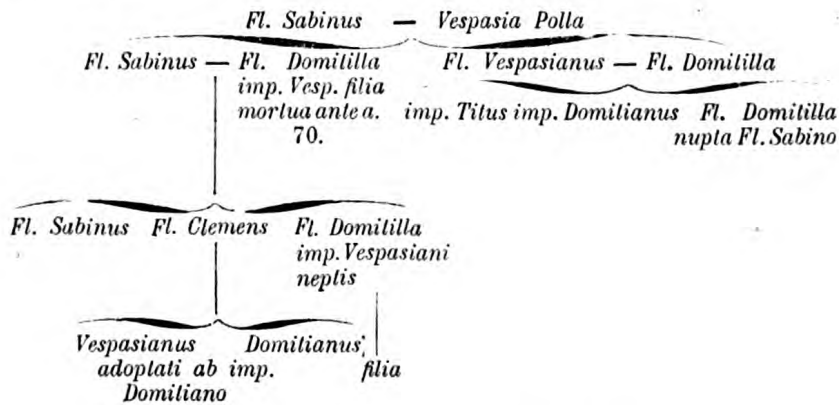 Fl. Sabinus — Vespasia Polla
Fl. Sabinus — Fl. Domitilla Fl. Vespasianus — Fl. Domitilla
imp. Vesp. filia
mortua ante a. imp. Titus imp. Domitianus Fl. Domitilla
70. nupta Fl. Sabino
Fl. Sabinus Fl. Clemens Fl. Domitilla
imp. Vespasiani
neptis
Vespasianus Domitianus,
adoptati ab imp. filia
Domitiano